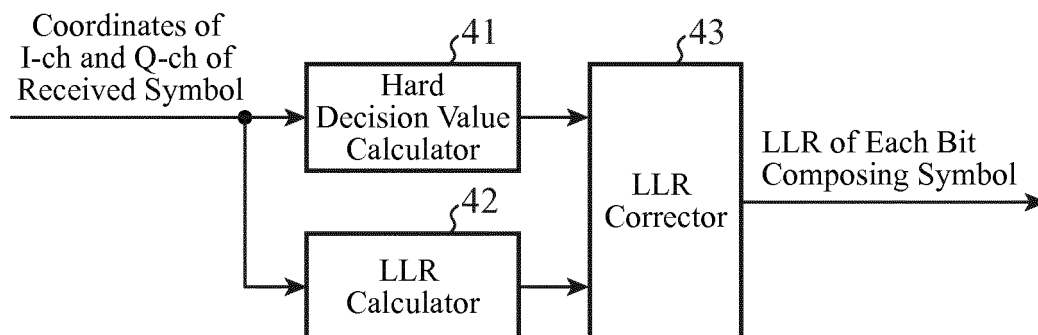 Coordinates of
I-ch and Q-ch of
Received Symbol
41
Hard
Decision Value
Calculator
42
LLR
Calculator
43
LLR
Corrector
LLR of Each Bit
Composing Symbol